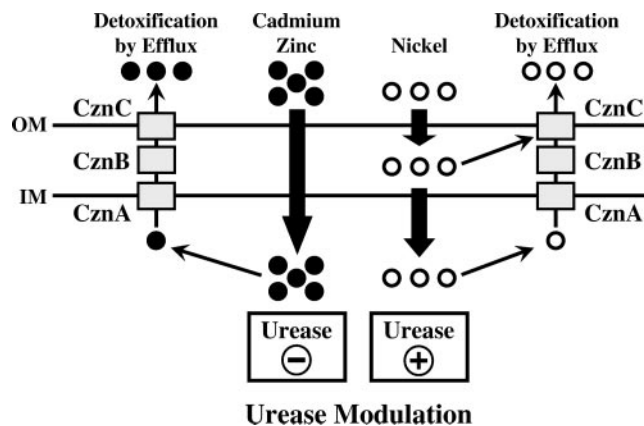 Detoxification
by Efflux
Cadmium
Zinc
Nickel
Detoxification
by Efflux
CznC
CznC
OM
CznB
CznB
IM
CznA
CznA
Urease
−
Urease
+
Urease Modulation